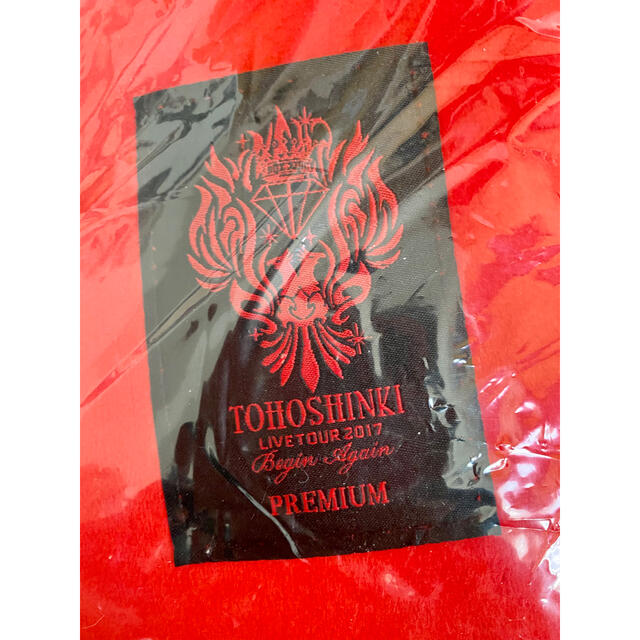 TOHOSHINKI
LIVE TOUR 2017
Begin Again
PREMIUM